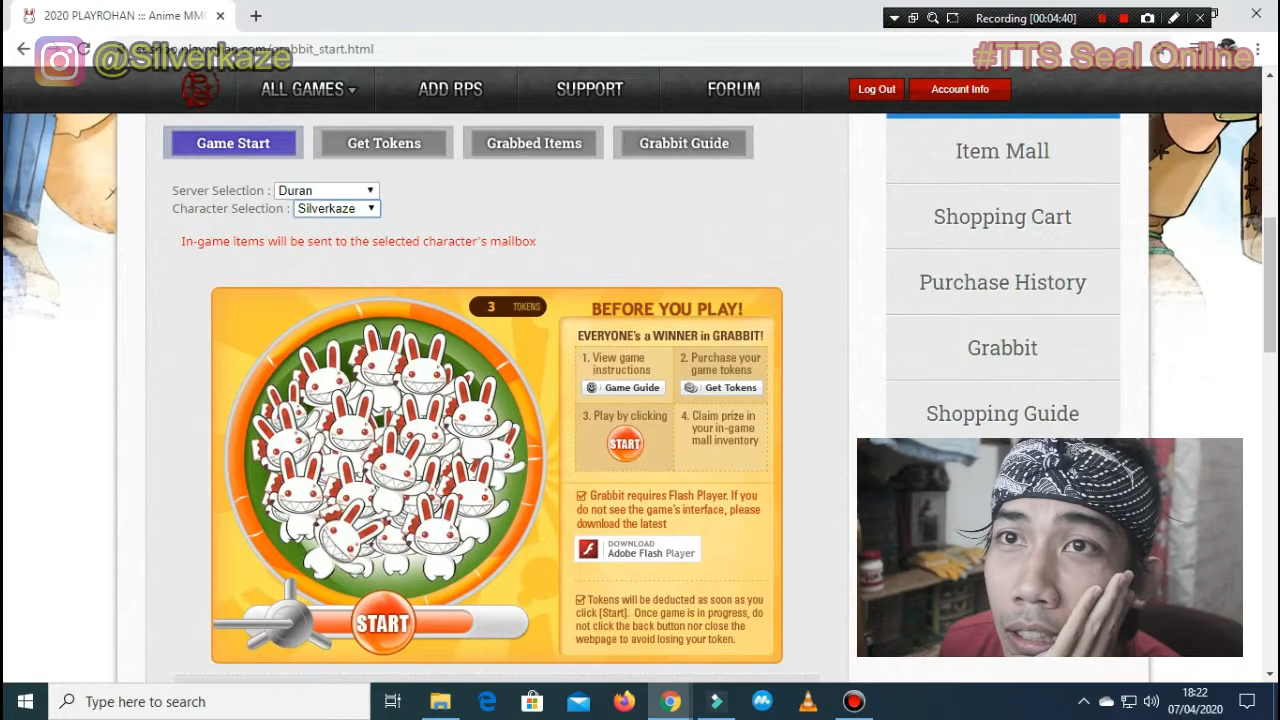 2020 PLAYROHAN ::: Anime MM
Recording [00:04:40]
playrohan.com/grabbit_start.html
@Silverkaze
#TTS Seal Online
ALL GAMES
ADD RPS
SUPPORT
FORUM
Log Out
Account Info
Game Start
Get Tokens
Grabbed Items
Grabbit Guide
Server Selection :
Duran
Character Selection :
Silverkaze
In-game items will be sent to the selected character's mailbox
Item Mall
Shopping Cart
Purchase History
Grabbit
Shopping Guide
3 TOKENS
BEFORE YOU PLAY!
EVERYONE's a WINNER in GRABBIT!
1. View game
instructions
Game Guide
2. Purchase your
game tokens
Get Tokens
3. Play by clicking
START
4. Claim prize in
your in-game
mall inventory
Grabbit requires Flash Player. If you
do not see the game's interface, please
download the latest
DOWNLOAD
Adobe Flash Player
Tokens will be deducted as soon as you
click [Start]. Once game is in progress, do
not click the back button nor close the
webpage to avoid losing your token.
START
Type here to search
18:22
07/04/2020